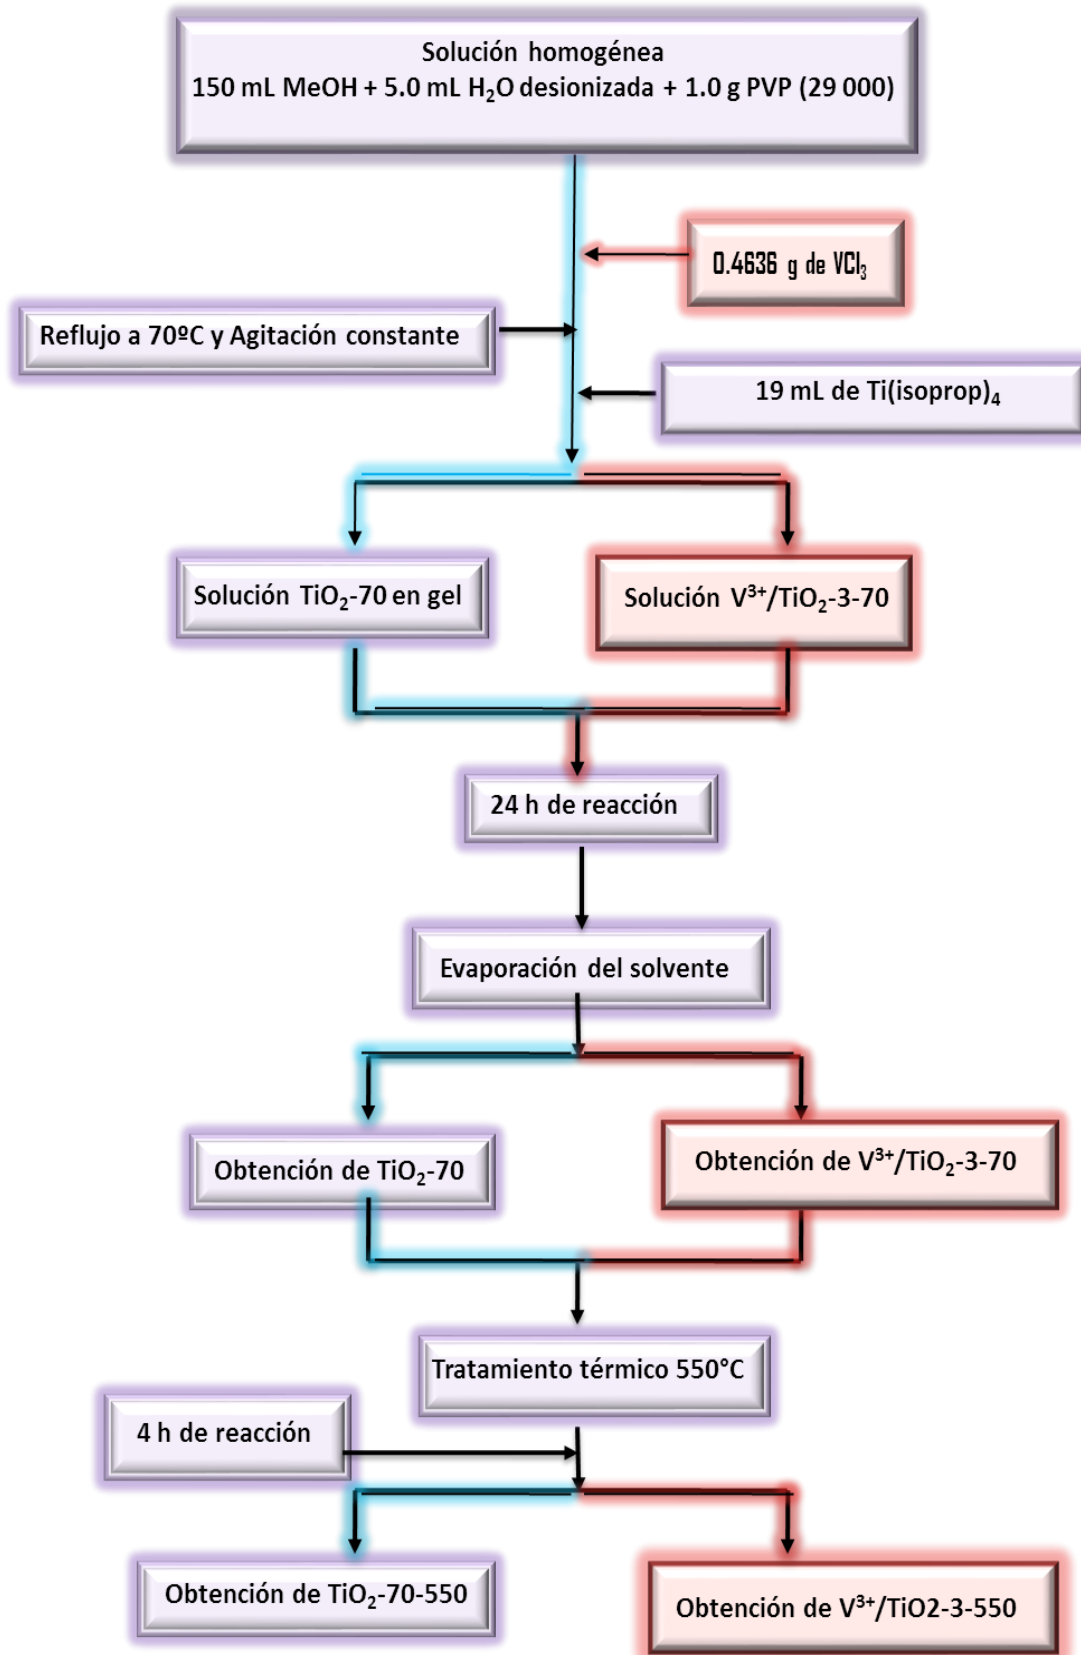 Solución homogénea
150 mL MeOH + 5.0 mL H₂O desionizada + 1.0 g PVP (29 000)
0.4636 g de VCl₃
Reflujo a 70ºC y Agitación constante
19 mL de Ti(isoprop)₄
Solución TiO₂-70 en gel
Solución V³⁺/TiO₂-3-70
24 h de reacción
Evaporación del solvente
Obtención de TiO₂-70
Obtención de V³⁺/TiO₂-3-70
Tratamiento térmico 550°C
4 h de reacción
Obtención de TiO₂-70-550
Obtención de V³⁺/TiO2-3-550